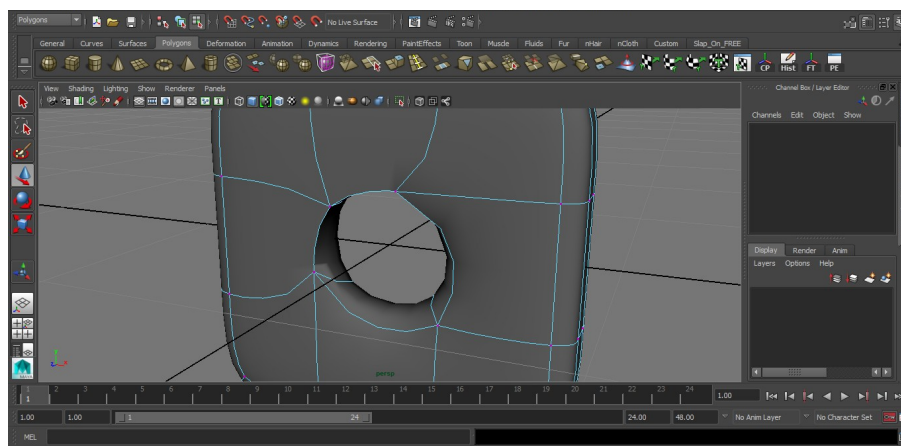 Polygons
No Live Surface
General Curves Surfaces Polygons Deformation Animation Dynamics Rendering PaintEffects Toon Muscle Fluids Fur nHair nCloth Custom Slap_On_FREE
CP Hist FT PE
View Shading Lighting Show Renderer Panels
Channel Box / Layer Editor
Channels Edit Object Show
Display Render Anim
Layers Options Help
persp
1 2 3 4 5 6 7 8 9 10 11 12 13 14 15 16 17 18 19 20 21 22 23 24
1 1.00
1.00 1.00 1 24 24.00 48.00 No Anim Layer No Character Set
MEL